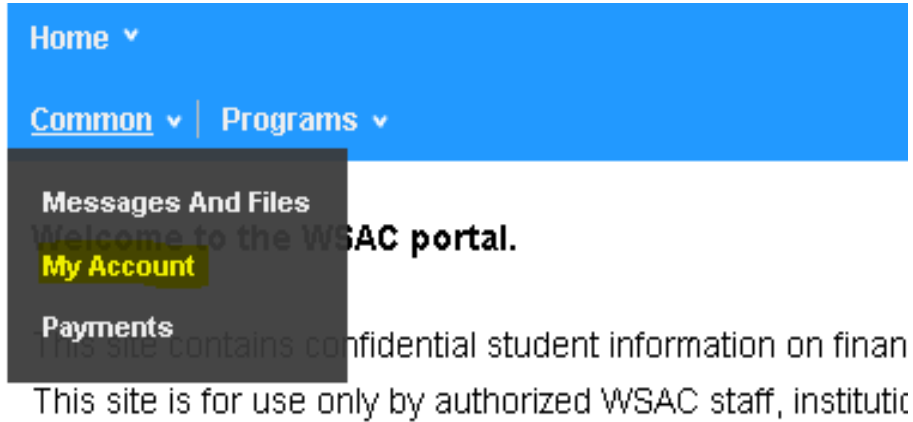 Home
Common | Programs
Messages And Files
Welcome to the WSAC portal.
My Account
Payments
This site contains confidential student information on finan
This site is for use only by authorized WSAC staff, institutio